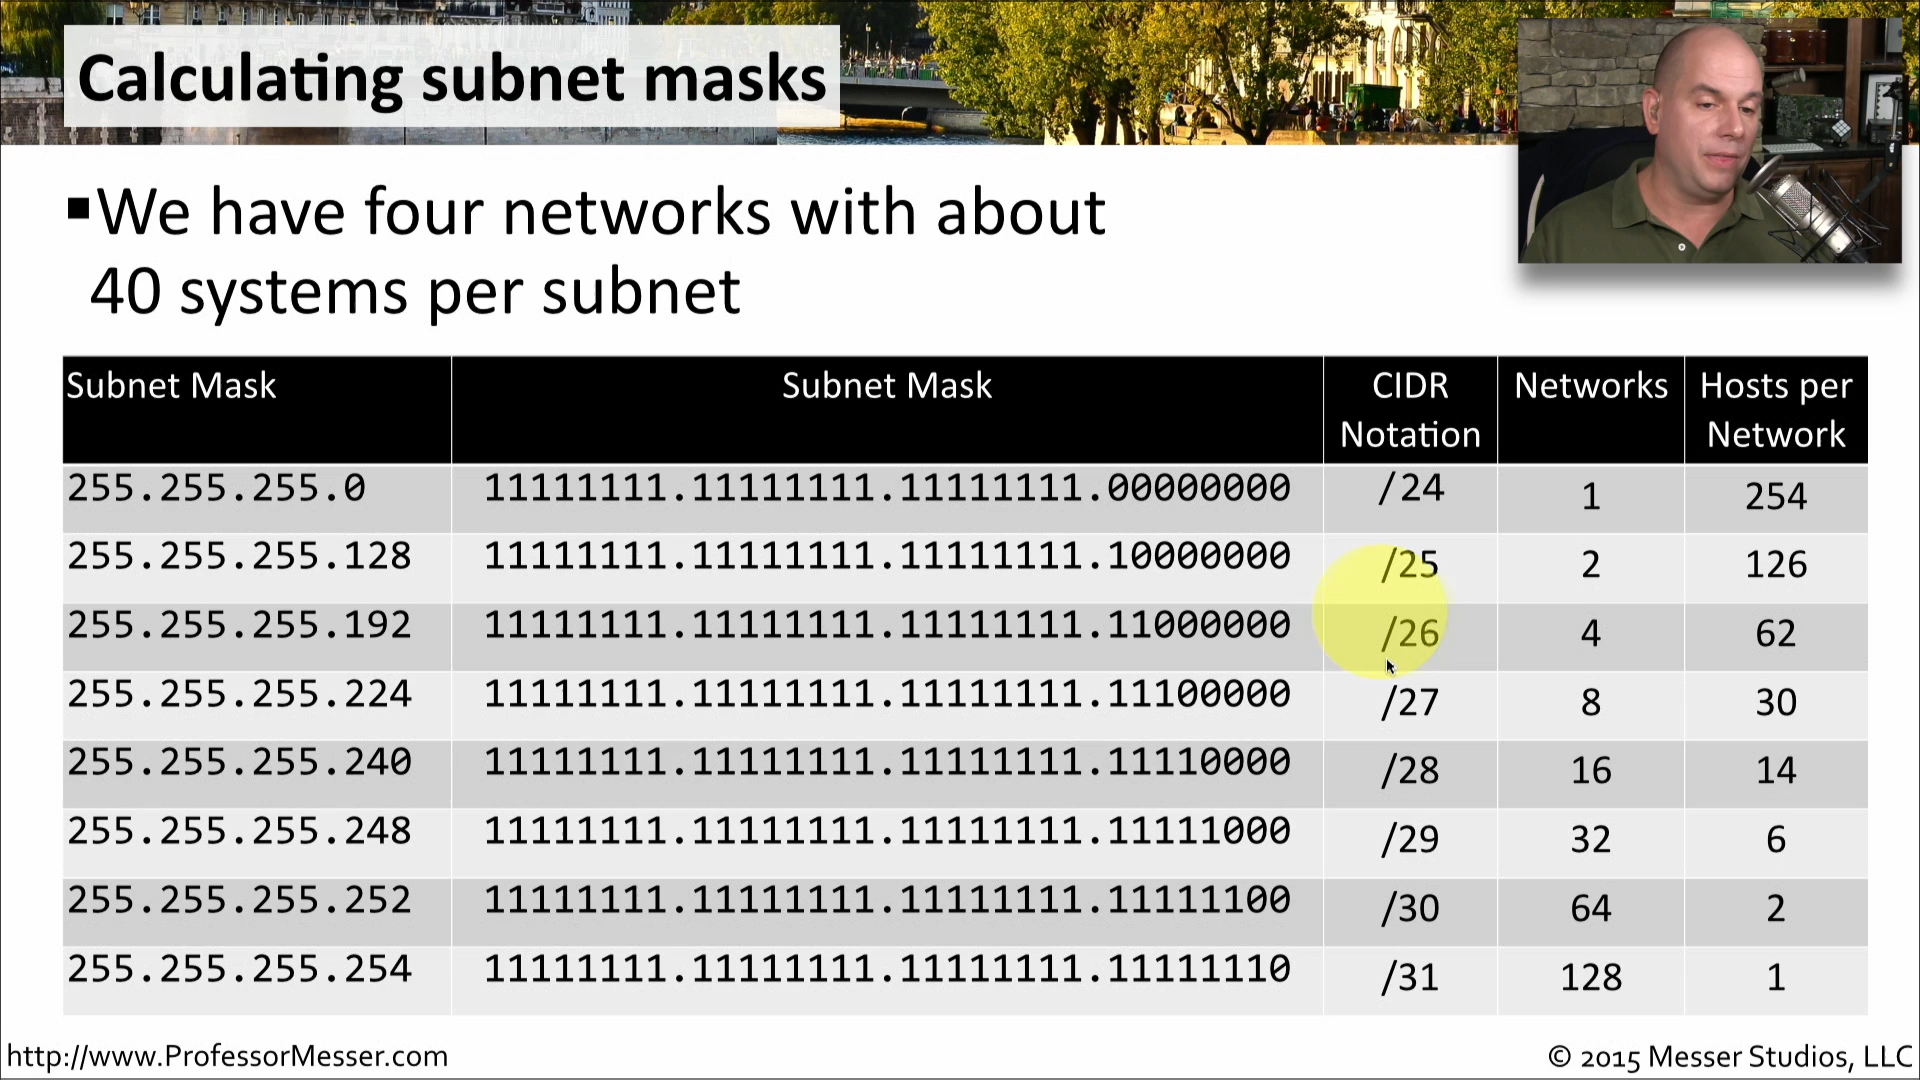 Calculating subnet masks
▪We have four networks with about
40 systems per subnet
Subnet Mask Subnet Mask CIDR Notation Networks Hosts per Network
255.255.255.0 11111111.11111111.11111111.00000000 /24 1 254
255.255.255.128 11111111.11111111.11111111.10000000 /25 2 126
255.255.255.192 11111111.11111111.11111111.11000000 /26 4 62
255.255.255.224 11111111.11111111.11111111.11100000 /27 8 30
255.255.255.240 11111111.11111111.11111111.11110000 /28 16 14
255.255.255.248 11111111.11111111.11111111.11111000 /29 32 6
255.255.255.252 11111111.11111111.11111111.11111100 /30 64 2
255.255.255.254 11111111.11111111.11111111.11111110 /31 128 1
http://www.ProfessorMesser.com © 2015 Messer Studios, LLC